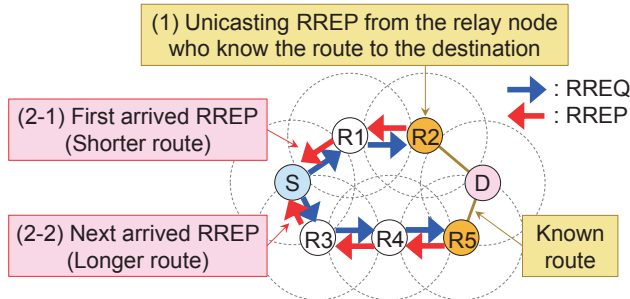 (1) Unicasting RREP from the relay node
who know the route to the destination
: RREQ
: RREP
(2-1) First arrived RREP
(Shorter route)
R1
R2
S
D
(2-2) Next arrived RREP
(Longer route)
R3
R4
R5
Known
route